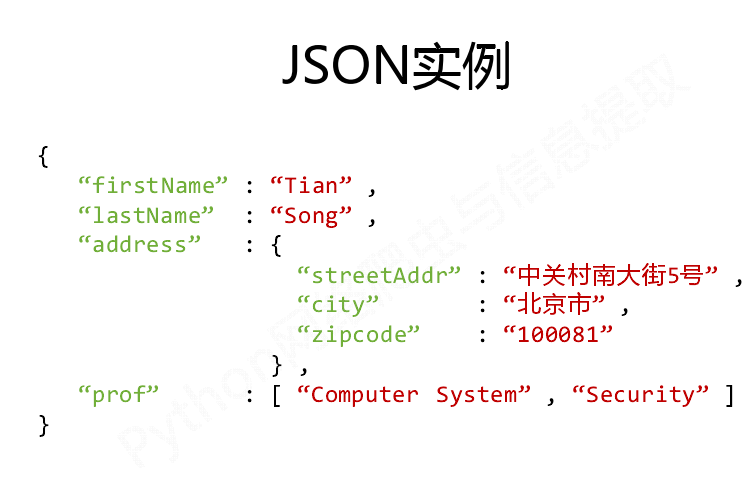 JSON实例
{
“firstName” : “Tian” ,
“lastName” : “Song” ,
“address” : {
“streetAddr” : “中关村南大街5号” ,
“city” : “北京市” ,
“zipcode” : “100081”
} ,
“prof” : [ “Computer System” , “Security” ]
}